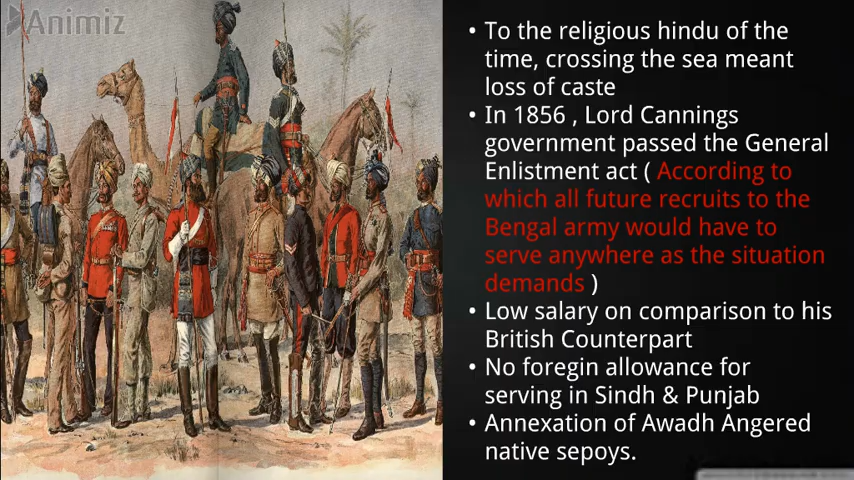 Animiz
• To the religious hindu of the
time, crossing the sea meant
loss of caste
• In 1856 , Lord Cannings
government passed the General
Enlistment act ( According to
which all future recruits to the
Bengal army would have to
serve anywhere as the situation
demands )
• Low salary on comparison to his
British Counterpart
• No foregin allowance for
serving in Sindh & Punjab
• Annexation of Awadh Angered
native sepoys.